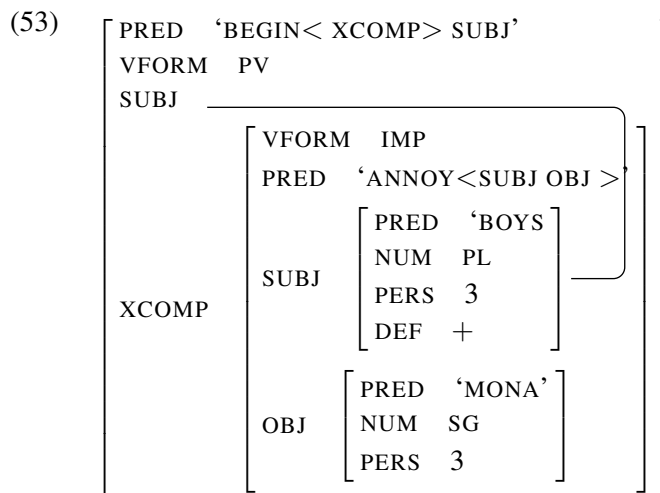 (53)
PRED ‘BEGIN< XCOMP> SUBJ’
VFORM PV
SUBJ
VFORM IMP
PRED ‘ANNOY<SUBJ OBJ >’
PRED ‘BOYS
NUM PL
SUBJ
PERS 3
XCOMP
DEF +
PRED ‘MONA’
OBJ NUM SG
PERS 3